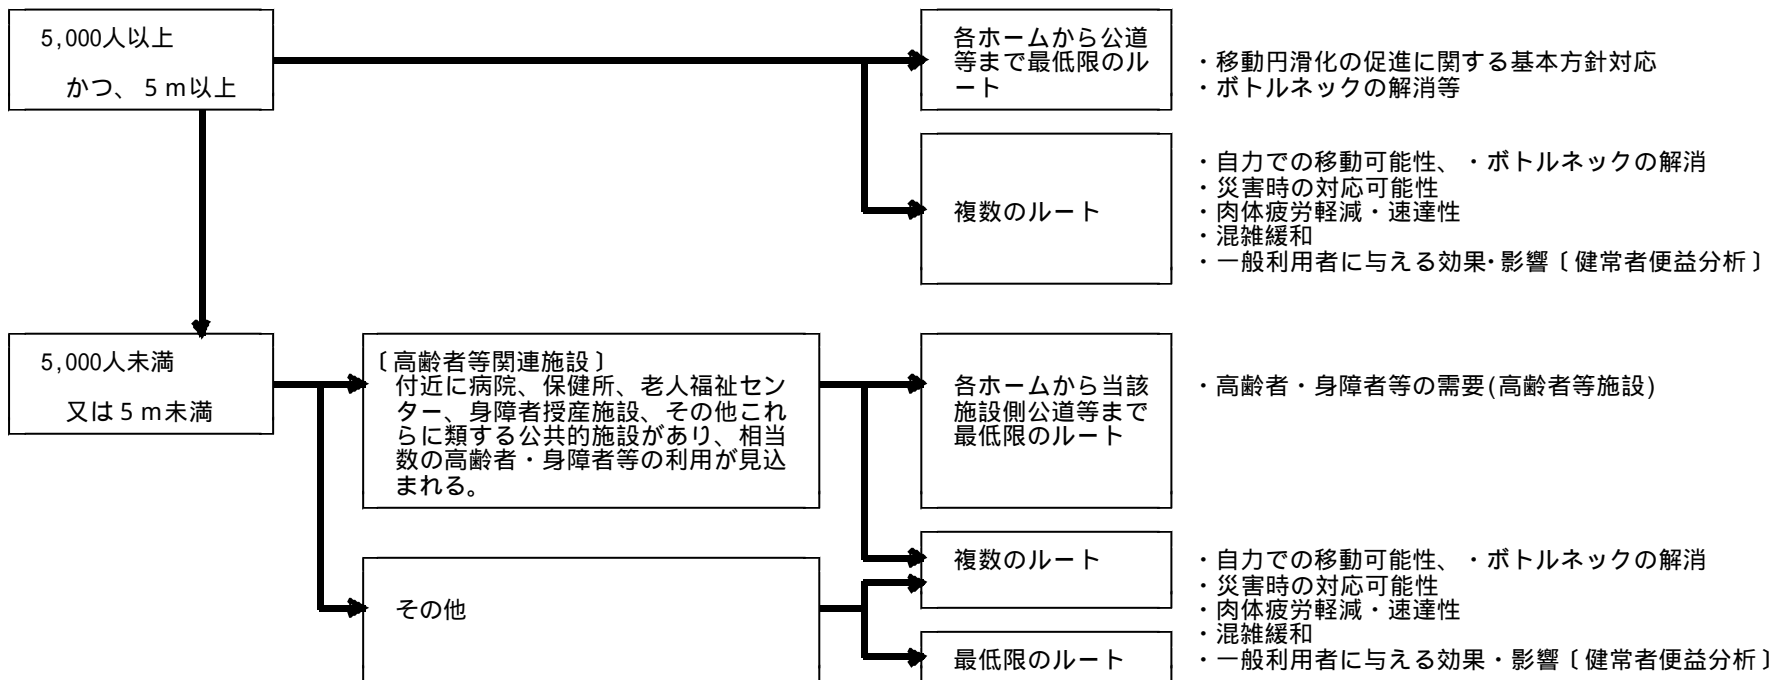 5,000人以上
かつ、5m以上
各ホームから公道
等まで最低限のル
ート
・移動円滑化の促進に関する基本方針対応
・ボトルネックの解消等
複数のルート
・自力での移動可能性、・ボトルネックの解消
・災害時の対応可能性
・肉体疲労軽減・速達性
・混雑緩和
・一般利用者に与える効果・影響〔健常者便益分析〕
5,000人未満
又は5m未満
〔高齢者等関連施設〕
付近に病院、保健所、老人福祉セン
ター、身障者授産施設、その他これ
らに類する公共的施設があり、相当
数の高齢者・身障者等の利用が見込
まれる。
各ホームから当該
施設側公道等まで
最低限のルート
・高齢者・身障者等の需要(高齢者等施設)
その他
複数のルート
・自力での移動可能性、・ボトルネックの解消
・災害時の対応可能性
・肉体疲労軽減・速達性
・混雑緩和
・一般利用者に与える効果・影響〔健常者便益分析〕
最低限のルート